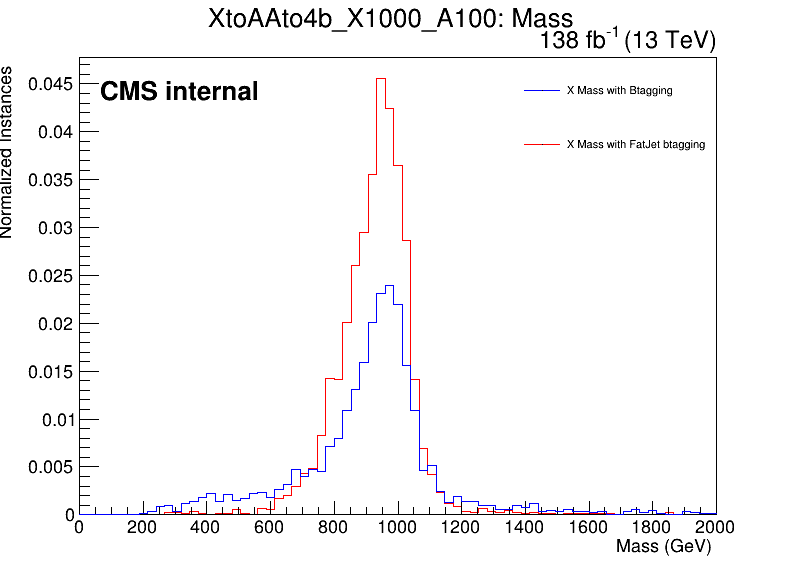 XtoAAto4b_X1000_A100: Mass
138 fb-1 (13 TeV)
CMS internal
X Mass with Btagging
X Mass with FatJet btagging
Normalized Instances
0.045
0.04
0.035
0.03
0.025
0.02
0.015
0.01
0.005
0
0 200 400 600 800 1000 1200 1400 1600 1800 2000
Mass (GeV)